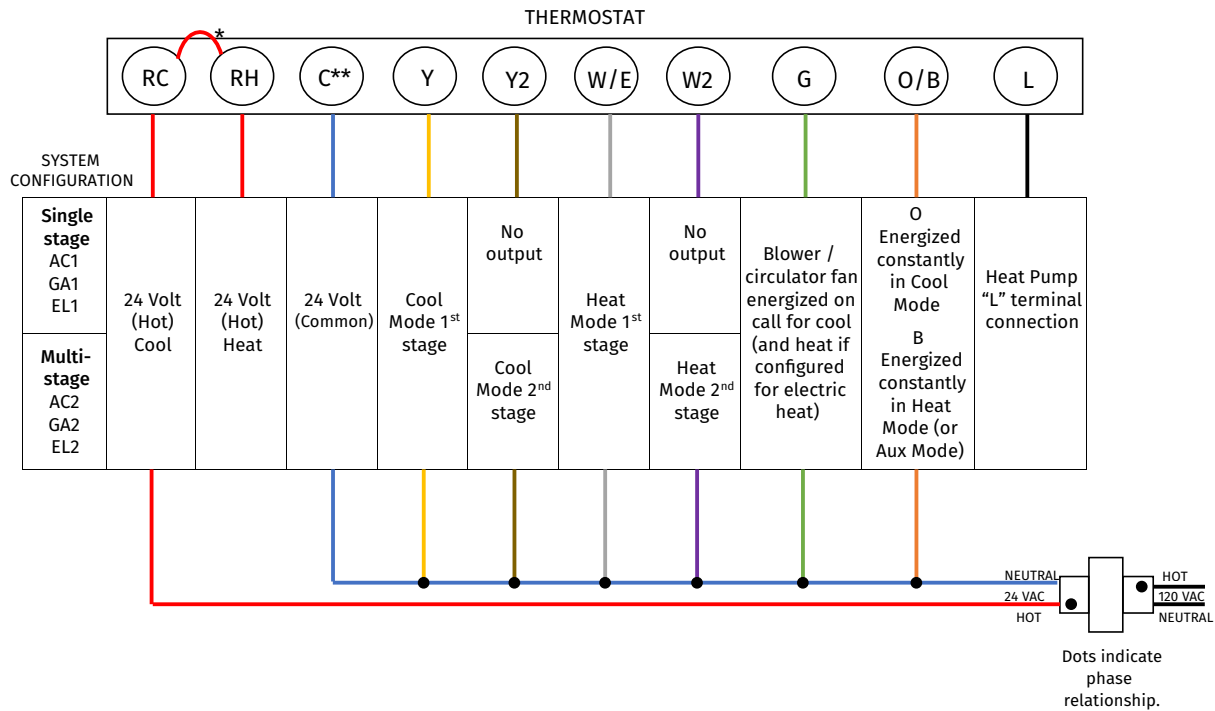 THERMOSTAT
*
RC
RH
C**
Y
Y2
W/E
W2
G
O/B
L
SYSTEM
CONFIGURATION
Single
stage
AC1
GA1
EL1
Multi-
stage
AC2
GA2
EL2
24 Volt
(Hot)
Cool
24 Volt
(Hot)
Heat
24 Volt
(Common)
Cool
Mode 1st
stage
No
output
Cool
Mode 2nd
stage
Heat
Mode 1st
stage
No
output
Heat
Mode 2nd
stage
Blower /
circulator fan
energized on
call for cool
(and heat if
configured
for electric
heat)
O
Energized
constantly
in Cool
Mode
B
Energized
constantly
in Heat
Mode (or
Aux Mode)
Heat Pump
“L” terminal
connection
NEUTRAL
24 VAC
HOT
HOT
120 VAC
NEUTRAL
Dots indicate
phase
relationship.